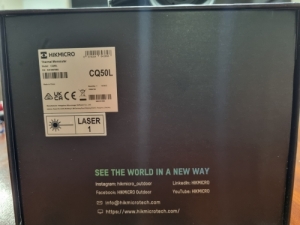 HIKMICRO
CQ50L
LASER
1
SEE THE WORLD IN A NEW WAY
Instagram: hikmicro_outdoor
LinkedIn: HIKMICRO
Facebook: HIKMICRO Outdoor
YouTube: HIKMICRO
info@hikmicrotech.com
https://www.hikmicrotech.com/